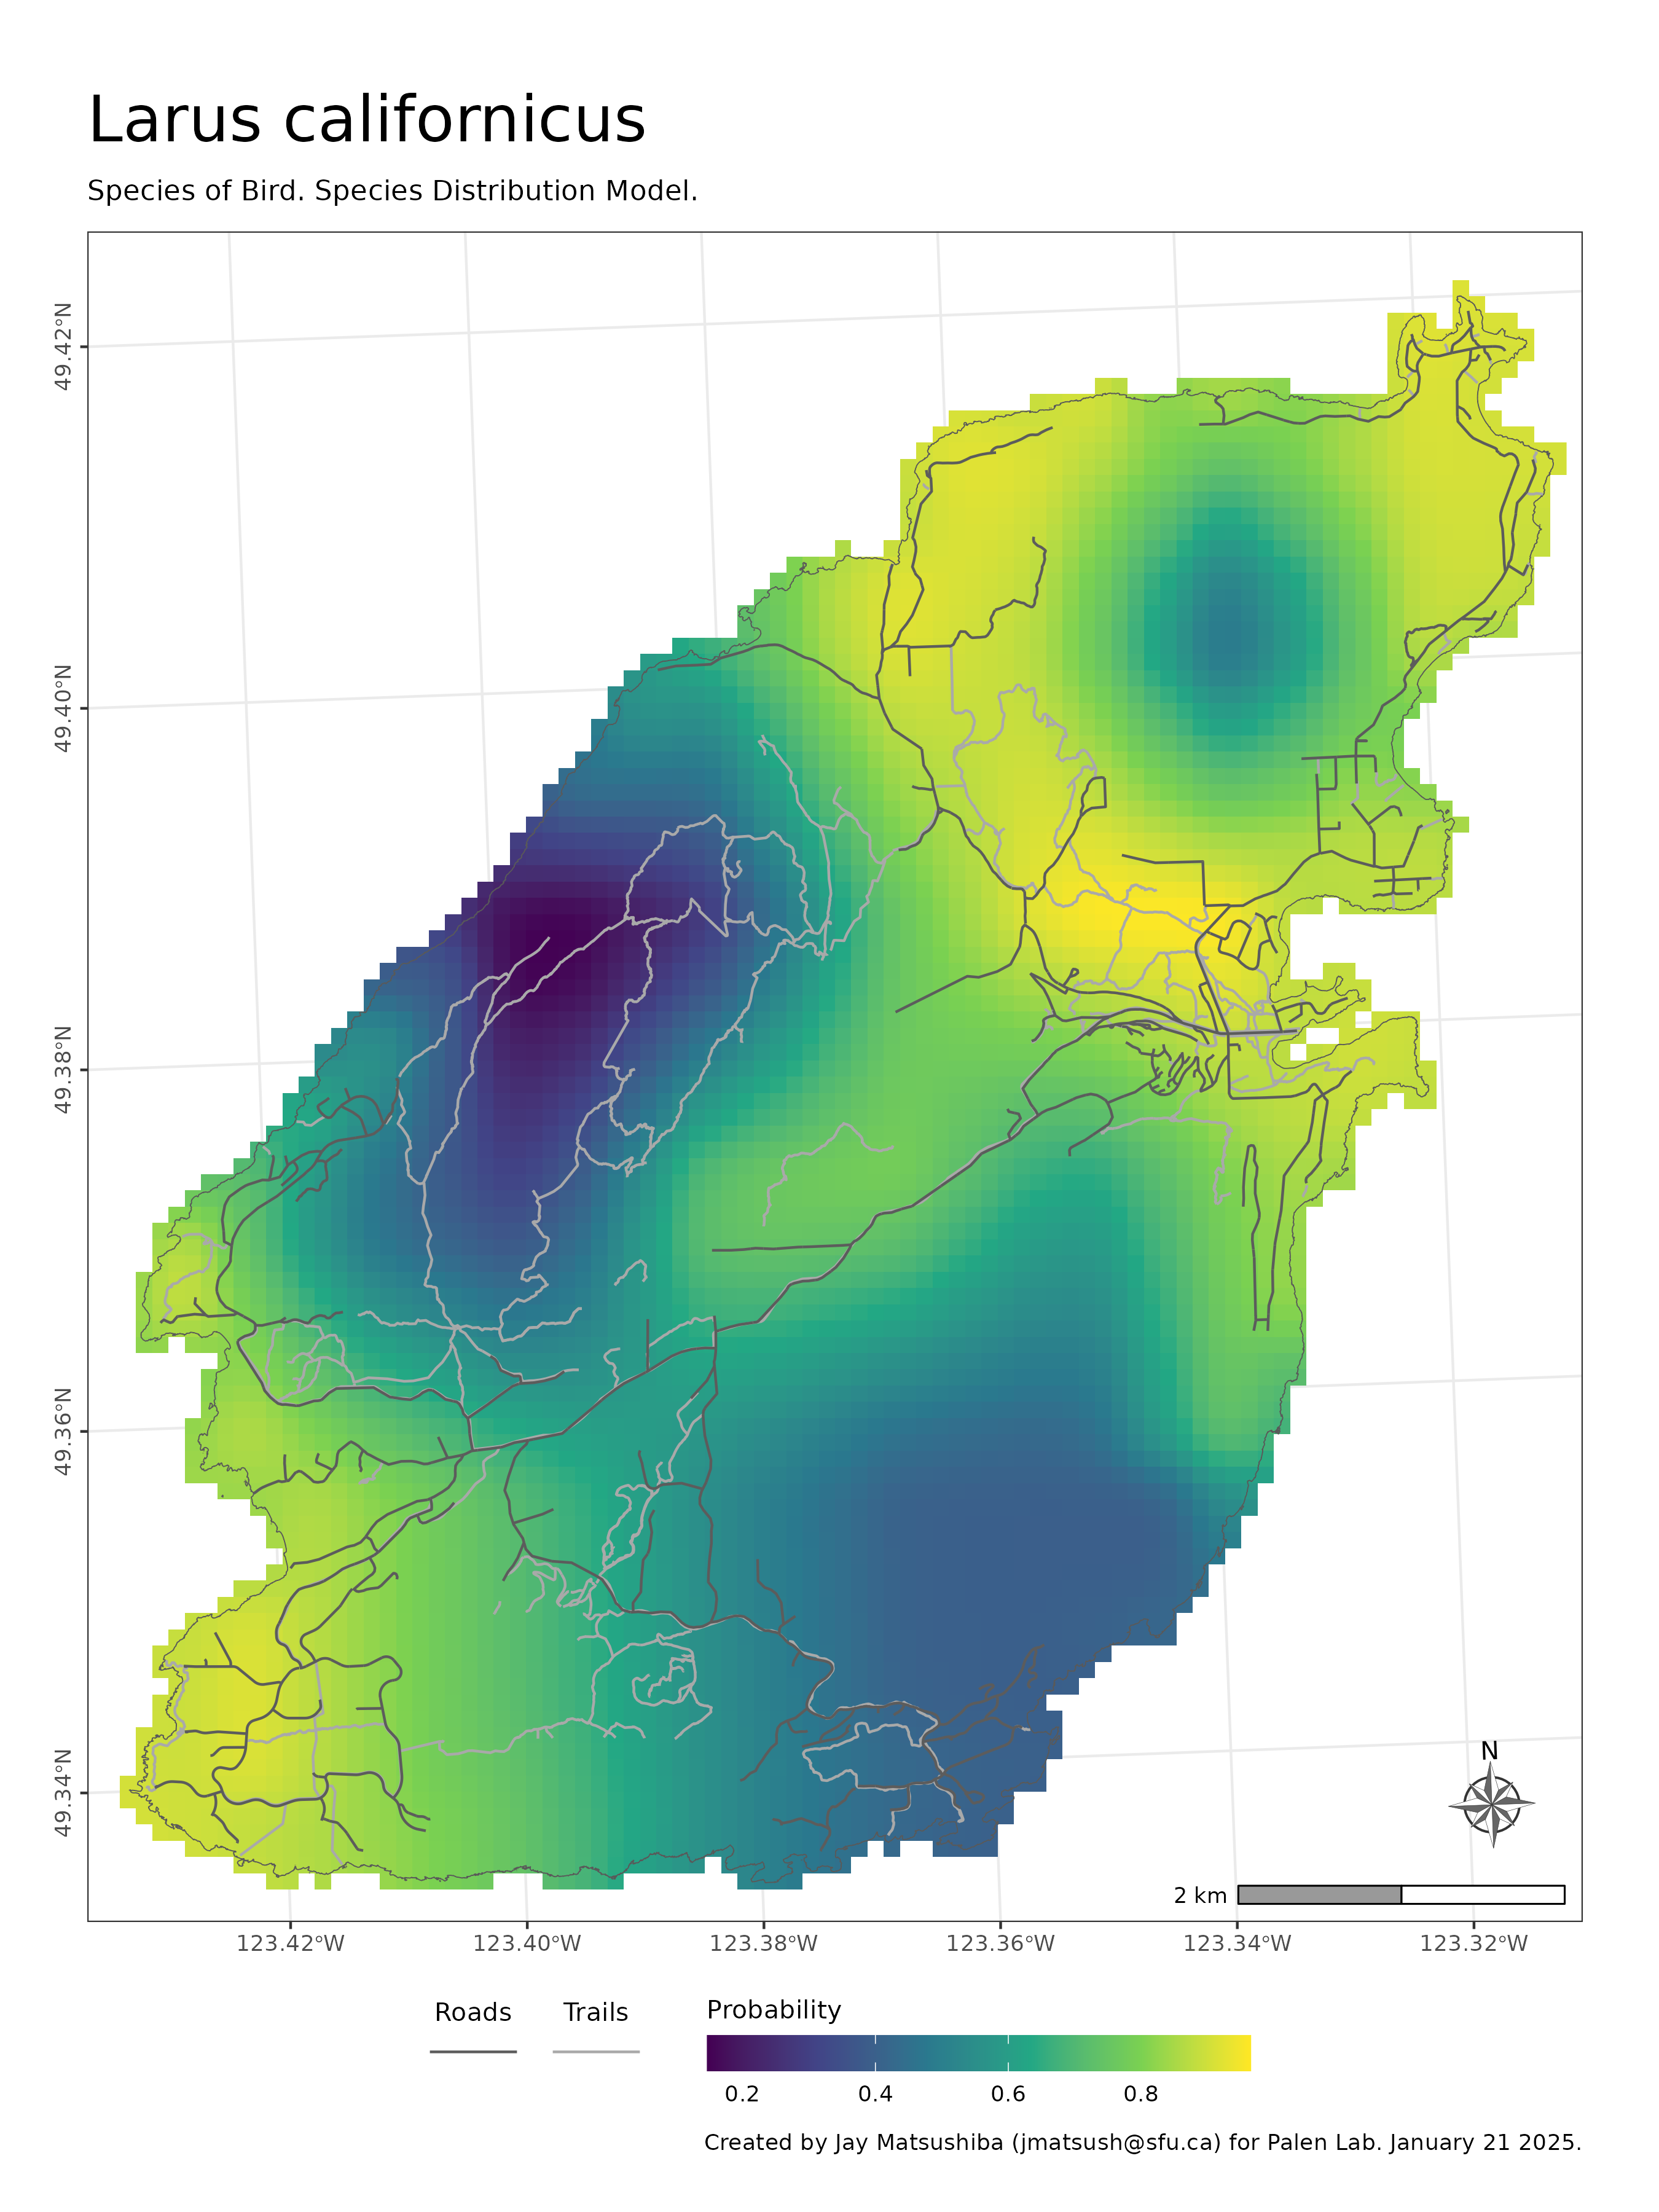 Larus californicus
Species of Bird. Species Distribution Model.
49.42°N
49.40°N
49.38°N
49.36°N
49.34°N
N
2 km
123.42°W 123.40°W 123.38°W 123.36°W 123.34°W 123.32°W
Roads Trails Probability
0.2 0.4 0.6 0.8
Created by Jay Matsushiba (jmatsush@sfu.ca) for Palen Lab. January 21 2025.